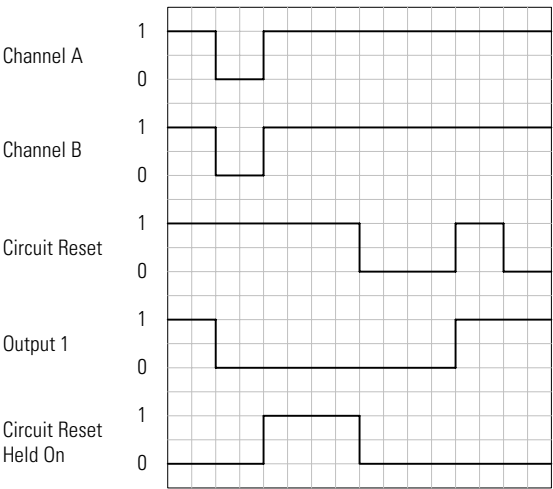 1
Channel A
0
1
Channel B
0
1
Circuit Reset
0
1
Output 1
0
1
Circuit Reset
Held On
0